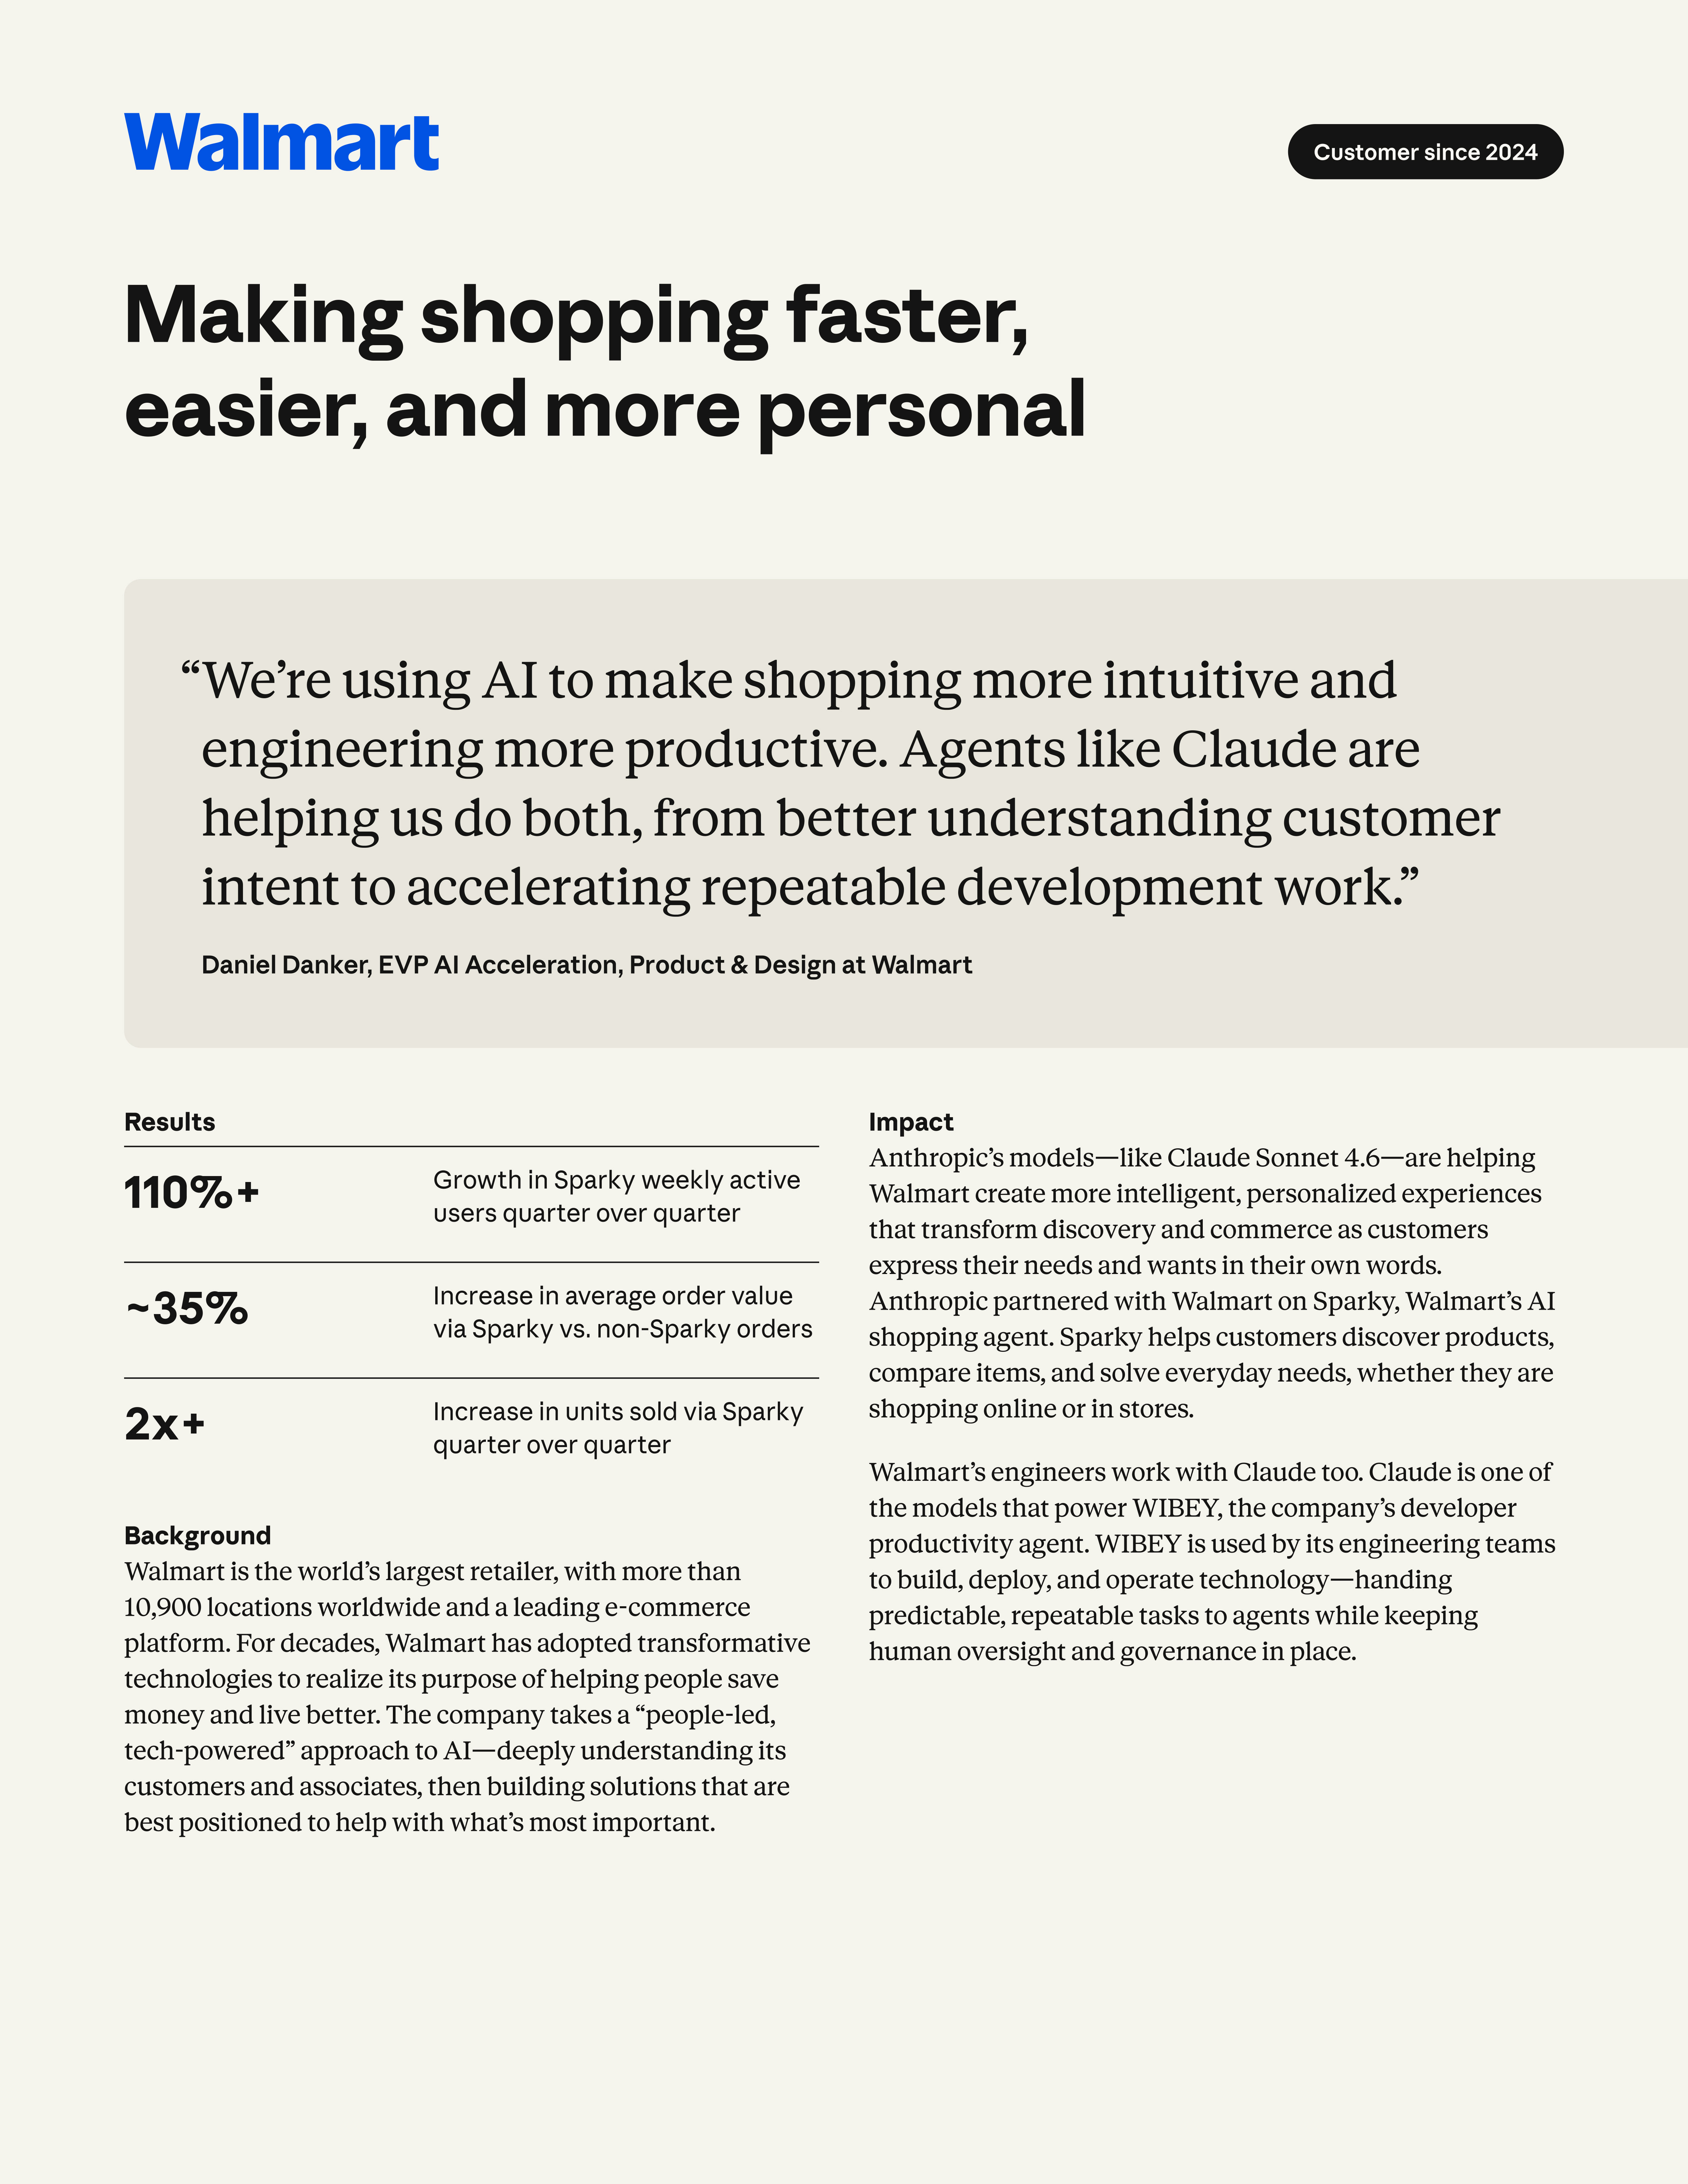 Walmart
Customer since 2024
Making shopping faster,
easier, and more personal
“We’re using AI to make shopping more intuitive and
engineering more productive. Agents like Claude are
helping us do both, from better understanding customer
intent to accelerating repeatable development work.”
Daniel Danker, EVP AI Acceleration, Product & Design at Walmart
Results
110%+
Growth in Sparky weekly active
users quarter over quarter
~35%
Increase in average order value
via Sparky vs. non-Sparky orders
2x+
Increase in units sold via Sparky
quarter over quarter
Background
Walmart is the world’s largest retailer, with more than
10,900 locations worldwide and a leading e-commerce
platform. For decades, Walmart has adopted transformative
technologies to realize its purpose of helping people save
money and live better. The company takes a “people-led,
tech-powered” approach to AI—deeply understanding its
customers and associates, then building solutions that are
best positioned to help with what’s most important.
Impact
Anthropic’s models—like Claude Sonnet 4.6—are helping
Walmart create more intelligent, personalized experiences
that transform discovery and commerce as customers
express their needs and wants in their own words.
Anthropic partnered with Walmart on Sparky, Walmart’s AI
shopping agent. Sparky helps customers discover products,
compare items, and solve everyday needs, whether they are
shopping online or in stores.
Walmart’s engineers work with Claude too. Claude is one of
the models that power WIBEY, the company’s developer
productivity agent. WIBEY is used by its engineering teams
to build, deploy, and operate technology—handing
predictable, repeatable tasks to agents while keeping
human oversight and governance in place.